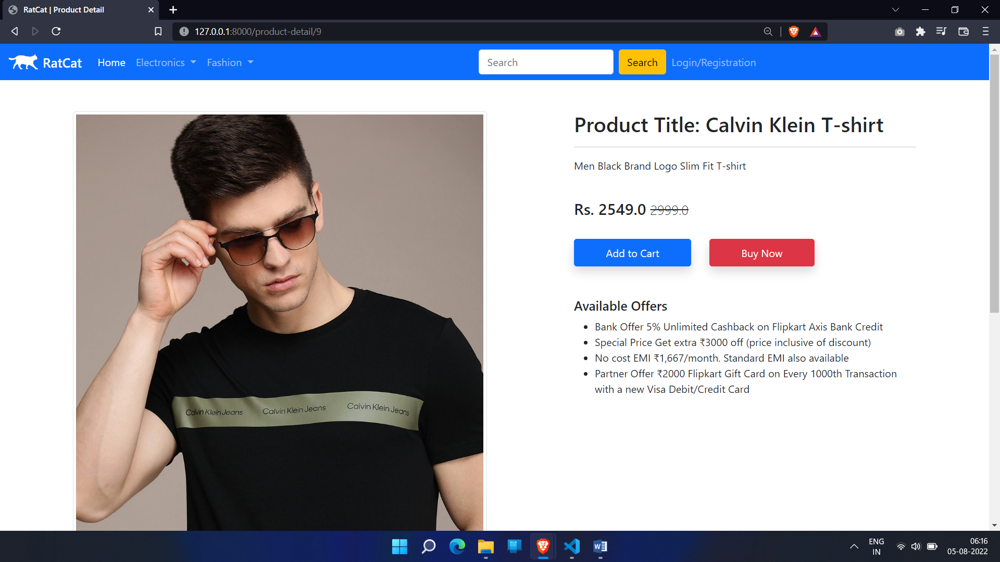 RatCat | Product Detail
127.0.0.1:8000/product-detail/9
RatCat Home Electronics Fashion Search Search Login/Registration
Product Title: Calvin Klein T-shirt
Men Black Brand Logo Slim Fit T-shirt
Rs. 2549.0 2999.0
Add to Cart Buy Now
Available Offers
Bank Offer 5% Unlimited Cashback on Flipkart Axis Bank Credit
Special Price Get extra ₹3000 off (price inclusive of discount)
No cost EMI ₹1,667/month. Standard EMI also available
Partner Offer ₹2000 Flipkart Gift Card on Every 1000th Transaction
with a new Visa Debit/Credit Card
Calvin Klein Jeans Calvin Klein Jeans Calvin Klein Jeans
W
ENG
IN
06:16
05-08-2022